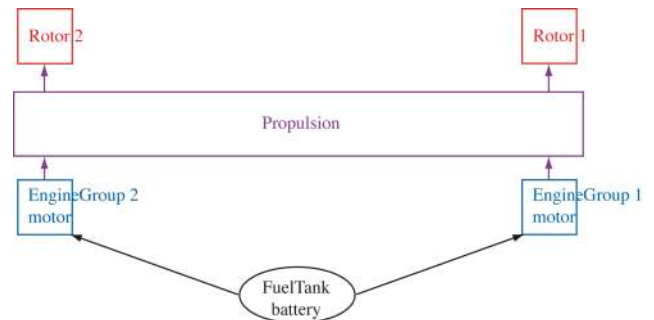 Rotor 2
Rotor 1
Propulsion
EngineGroup 2
motor
EngineGroup 1
motor
FuelTank
battery